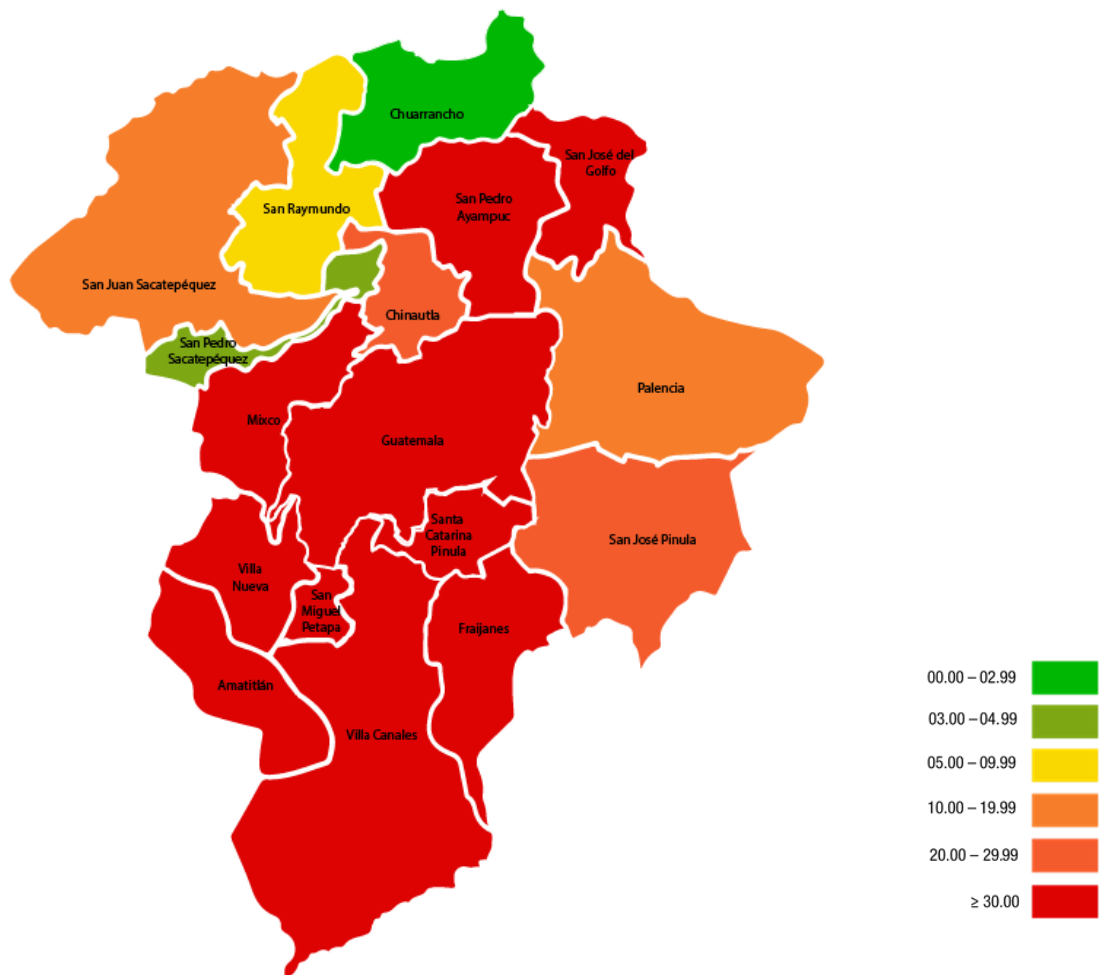 Chuarrancho
San José del
Golfo
San Pedro
Ayampuc
San Raymundo
San Juan Sacatepéquez
Chinautla
San Pedro
Sacatepéquez
Palencia
Mixco
Guatemala
Santa
Catarina
Pinula
San José Pinula
Villa
Nueva
San
Miguel
Petapa
Fraijanes
Amatitlán
Villa Canales
00.00 – 02.99
03.00 – 04.99
05.00 – 09.99
10.00 – 19.99
20.00 – 29.99
≥ 30.00